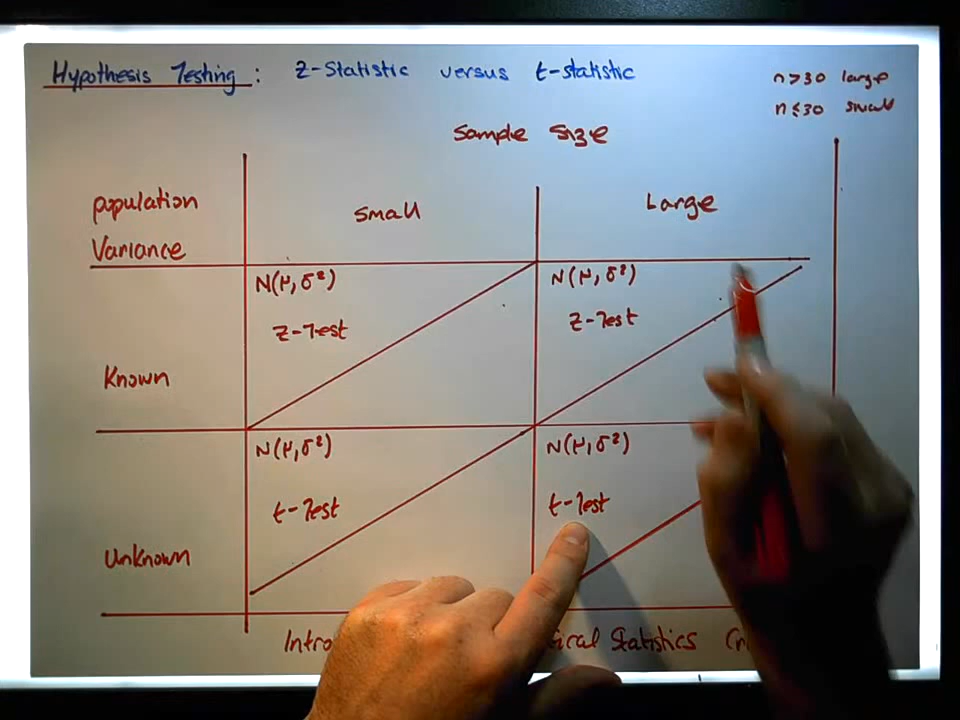 Hypothesis Testing : Z-Statistic versus t-statistic
n>30 large
n≤30 small
Sample Size
population
Variance
Small
Large
N(μ,σ²)
N(μ,σ²)
Z-Test
Z-Test
Known
N(μ,σ²)
N(μ,σ²)
t-Test
t-Test
Unknown
Statistics